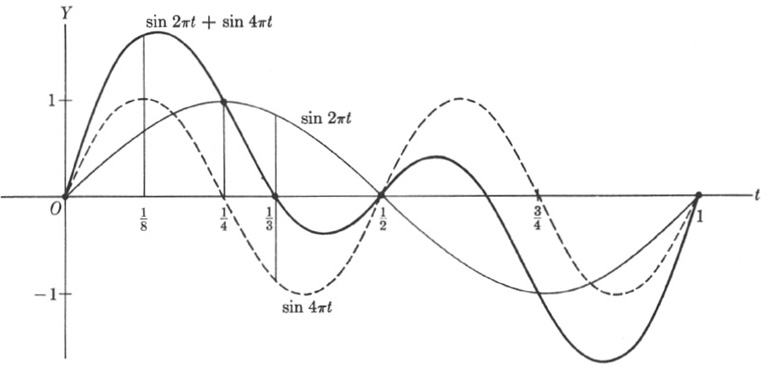 Y
sin 2πt + sin 4πt
1
sin 2πt
O
1/8
1/4
1/3
1/2
3/4
1
t
−1
sin 4πt